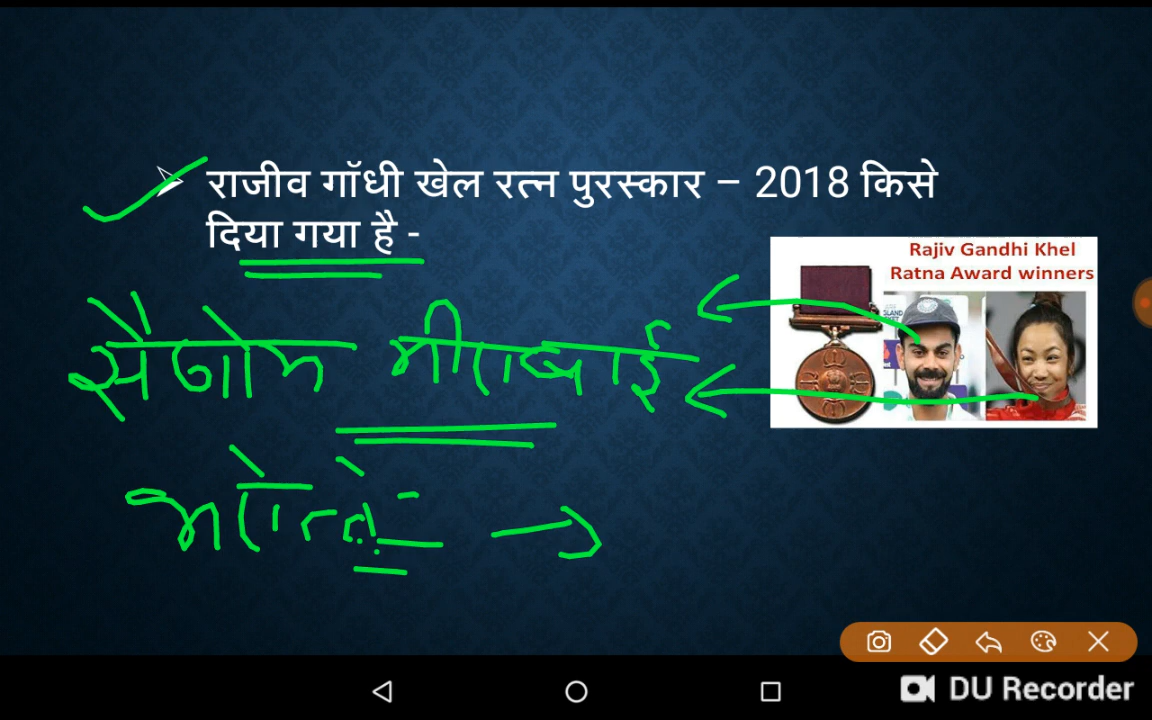 राजीव गाॅधी खेल रत्न पुरस्कार – 2018 किसे
दिया गया है -
Rajiv Gandhi Khel
Ratna Award winners
मीराबाई
DU Recorder